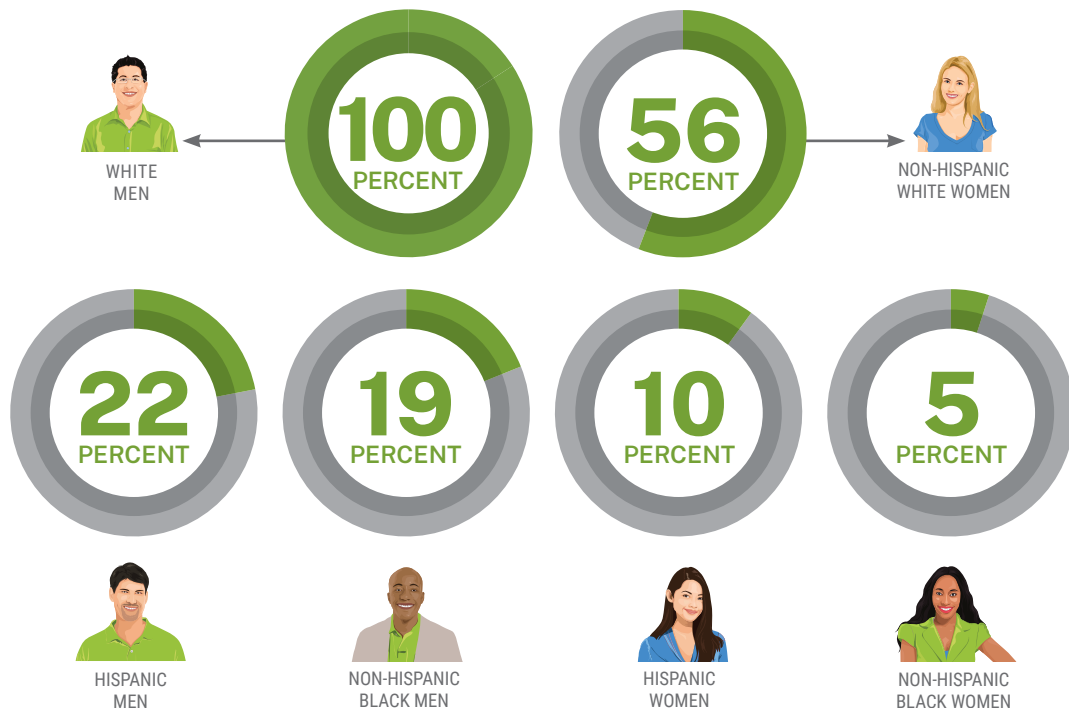 100
PERCENT
WHITE
MEN
56
PERCENT
NON-HISPANIC
WHITE WOMEN
22
PERCENT
HISPANIC
MEN
19
PERCENT
NON-HISPANIC
BLACK MEN
10
PERCENT
HISPANIC
WOMEN
5
PERCENT
NON-HISPANIC
BLACK WOMEN